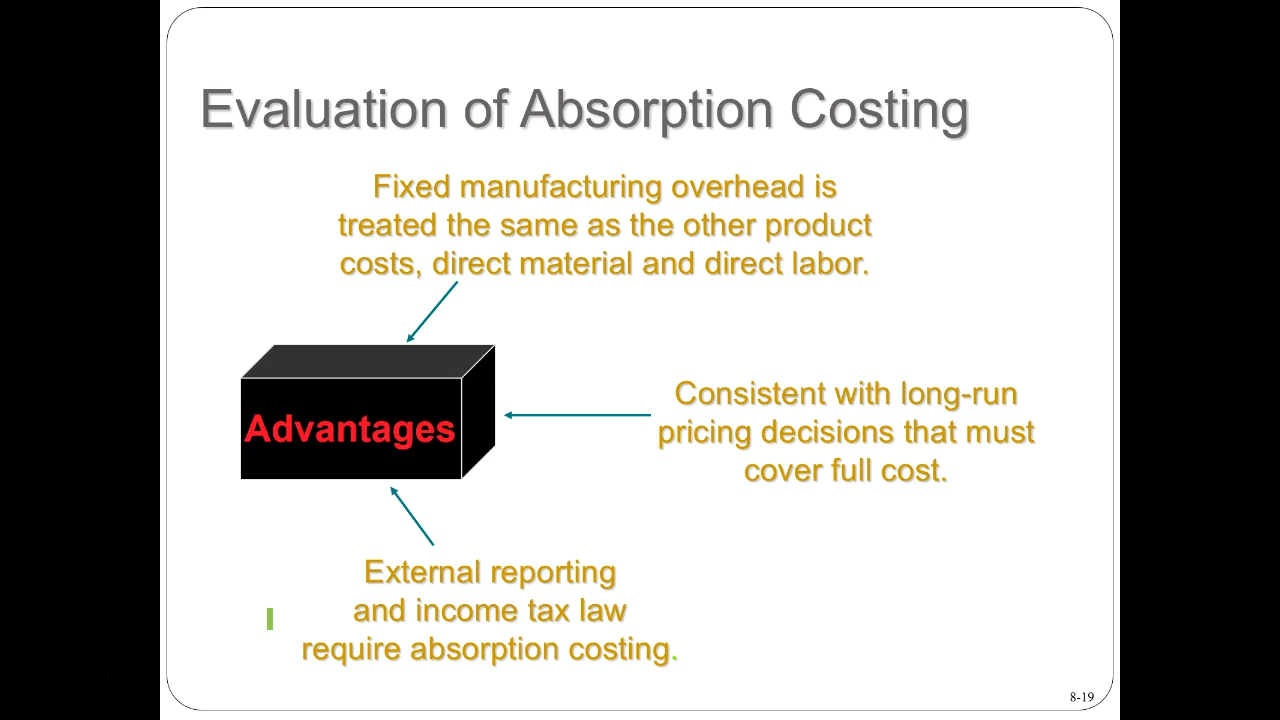 Evaluation of Absorption Costing
Fixed manufacturing overhead is
treated the same as the other product
costs, direct material and direct labor.
Advantages
Consistent with long-run
pricing decisions that must
cover full cost.
External reporting
and income tax law
require absorption costing.
8-19